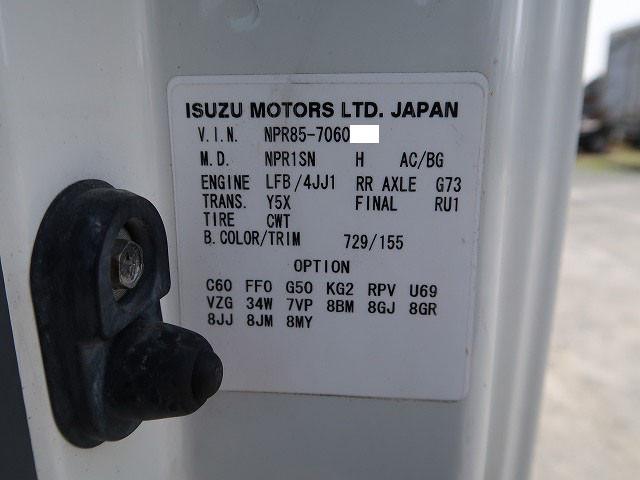 ISUZU MOTORS LTD. JAPAN
V.I.N. NPR85-7060
M.D. NPR1SN H AC/BG
ENGINE LFB/4JJ1 RR AXLE G73
TRANS. Y5X FINAL RU1
TIRE CWT
B.COLOR/TRIM 729/155
OPTION
C60 FFO G50 KG2 RPV U69
VZG 34W 7VP 8BM 8GJ 8GR
8JJ 8JM 8MY